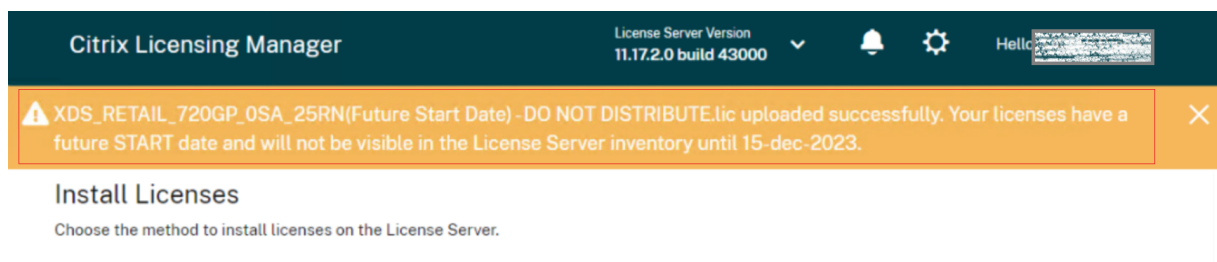 Citrix Licensing Manager
License Server Version
11.17.2.0 build 43000
Hello
XDS_RETAIL_720GP_0SA_25RN(Future Start Date) - DO NOT DISTRIBUTE.lic uploaded successfully. Your licenses have a
future START date and will not be visible in the License Server inventory until 15-dec-2023.
Install Licenses
Choose the method to install licenses on the License Server.